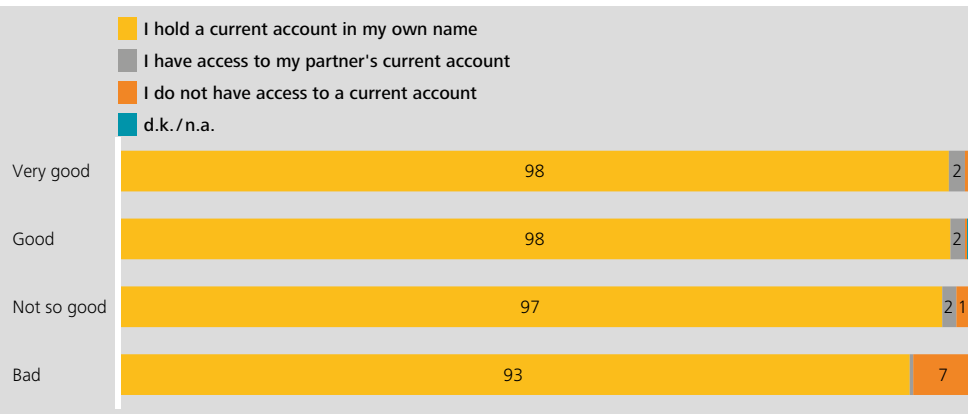 I hold a current account in my own name
I have access to my partner's current account
I do not have access to a current account
d.k./n.a.
Very good 98 2
Good 98 2
Not so good 97 2 1
Bad 93 7